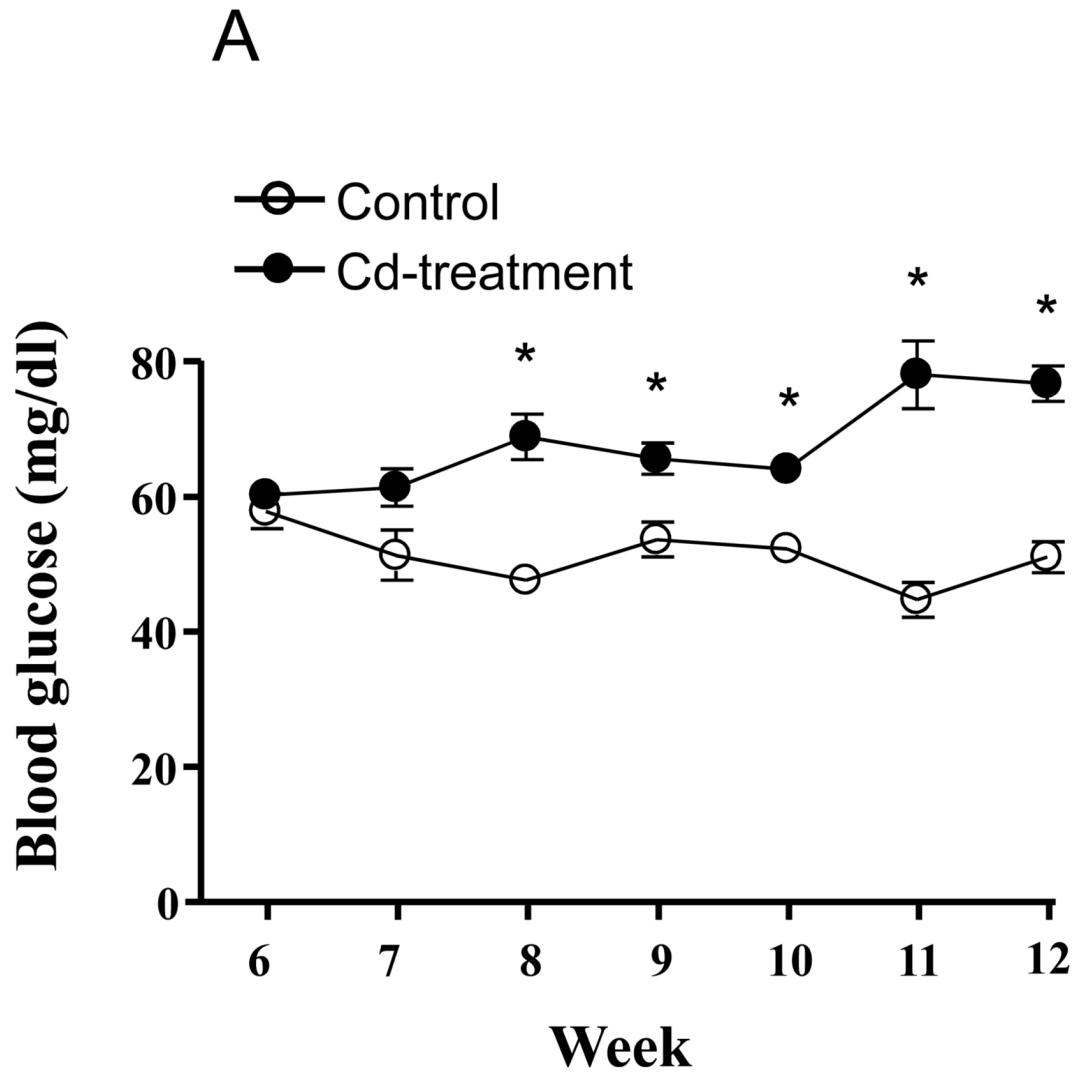 A
Control
Cd-treatment
* * * * *
Blood glucose (mg/dl)
80
60
40
20
0
6 7 8 9 10 11 12
Week